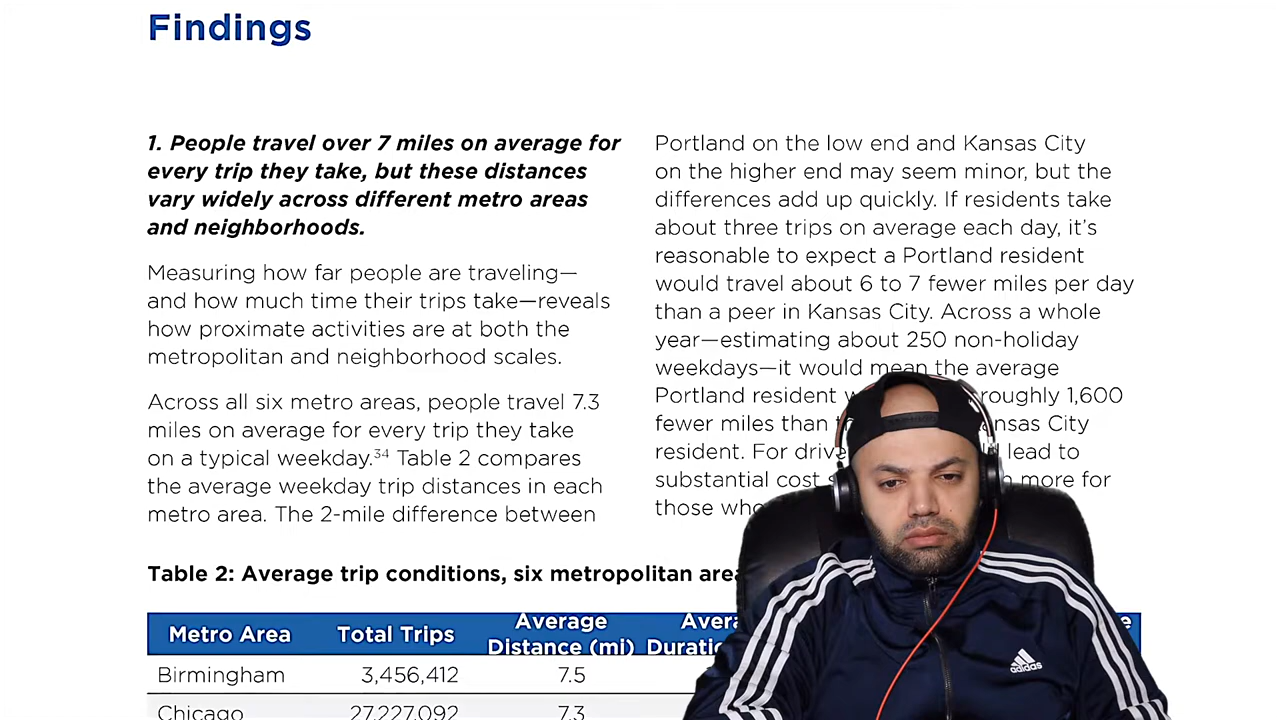 Findings
1. People travel over 7 miles on average for
every trip they take, but these distances
vary widely across different metro areas
and neighborhoods.
Measuring how far people are traveling—
and how much time their trips take—reveals
how proximate activities are at both the
metropolitan and neighborhood scales.
Across all six metro areas, people travel 7.3
miles on average for every trip they take
on a typical weekday.34 Table 2 compares
the average weekday trip distances in each
metro area. The 2-mile difference between
Portland on the low end and Kansas City
on the higher end may seem minor, but the
differences add up quickly. If residents take
about three trips on average each day, it's
reasonable to expect a Portland resident
would travel about 6 to 7 fewer miles per day
than a peer in Kansas City. Across a whole
year—estimating about 250 non-holiday
weekdays—it would mean the average
Portland resident roughly 1,600
fewer miles than City
resident. For lead to
substantial cost more for
those
Table 2: Average trip conditions, six metropolitan
Metro Area Total Trips Average Distance (mi)
Birmingham 3,456,412 7.5
Chicago 27,227,092 7.3
adidas